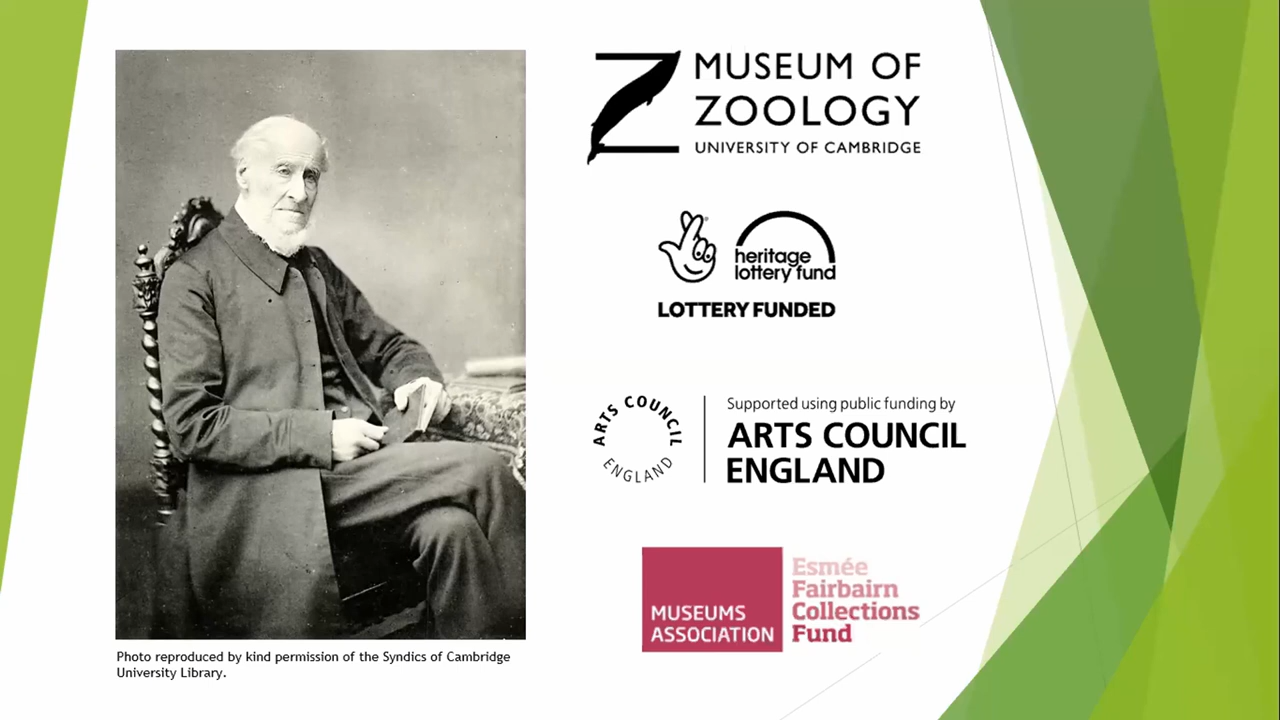 MUSEUM OF
ZOOLOGY
UNIVERSITY OF CAMBRIDGE
heritage
lottery fund
LOTTERY FUNDED
ARTS COUNCIL
ENGLAND
Supported using public funding by
ARTS COUNCIL
ENGLAND
MUSEUMS
ASSOCIATION
Esmée
Fairbairn
Collections
Fund
Photo reproduced by kind permission of the Syndics of Cambridge
University Library.